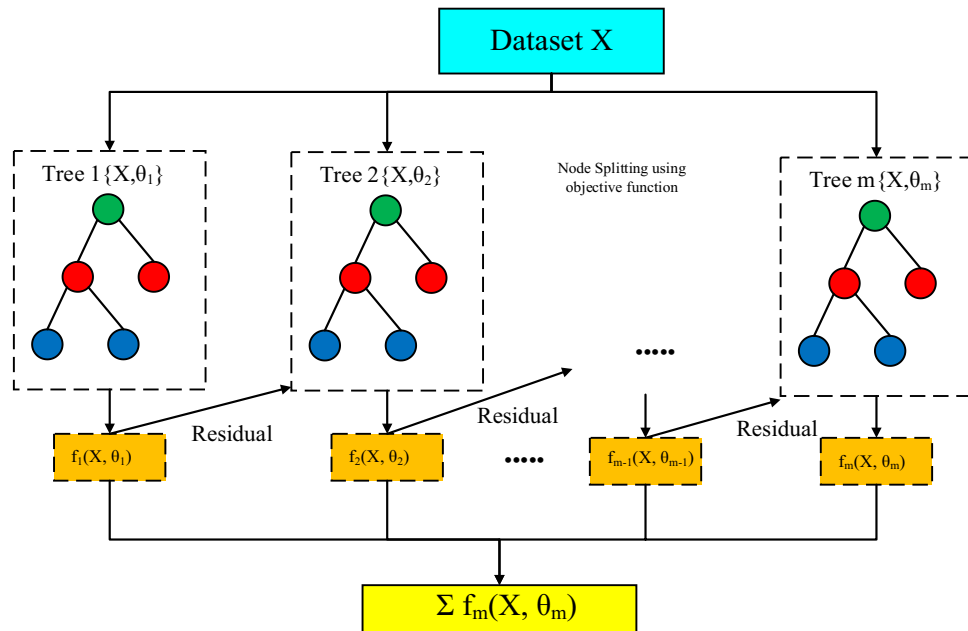 Dataset X
Tree 1{X,θ₁}
Tree 2{X,θ₂}
Node Splitting using
objective function
Tree m{X,θₘ}
.....
Residual
Residual
Residual
f₁(X, θ₁)
f₂(X, θ₂)
.....
fₘ₋₁(X, θₘ₋₁)
fₘ(X, θₘ)
Σ fₘ(X, θₘ)